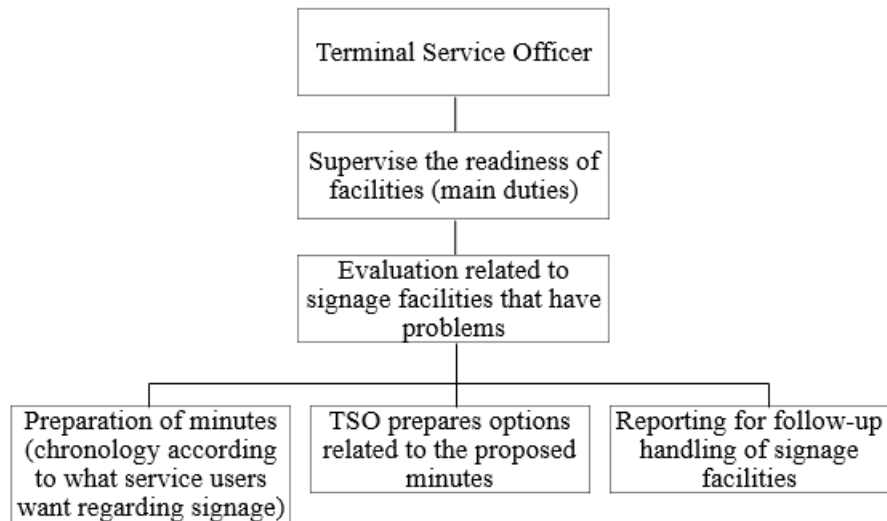 Terminal Service Officer
Supervise the readiness of
facilities (main duties)
Evaluation related to
signage facilities that have
problems
Preparation of minutes
(chronology according
to what service users
want regarding signage)
TSO prepares options
related to the proposed
minutes
Reporting for follow-up
handling of signage
facilities